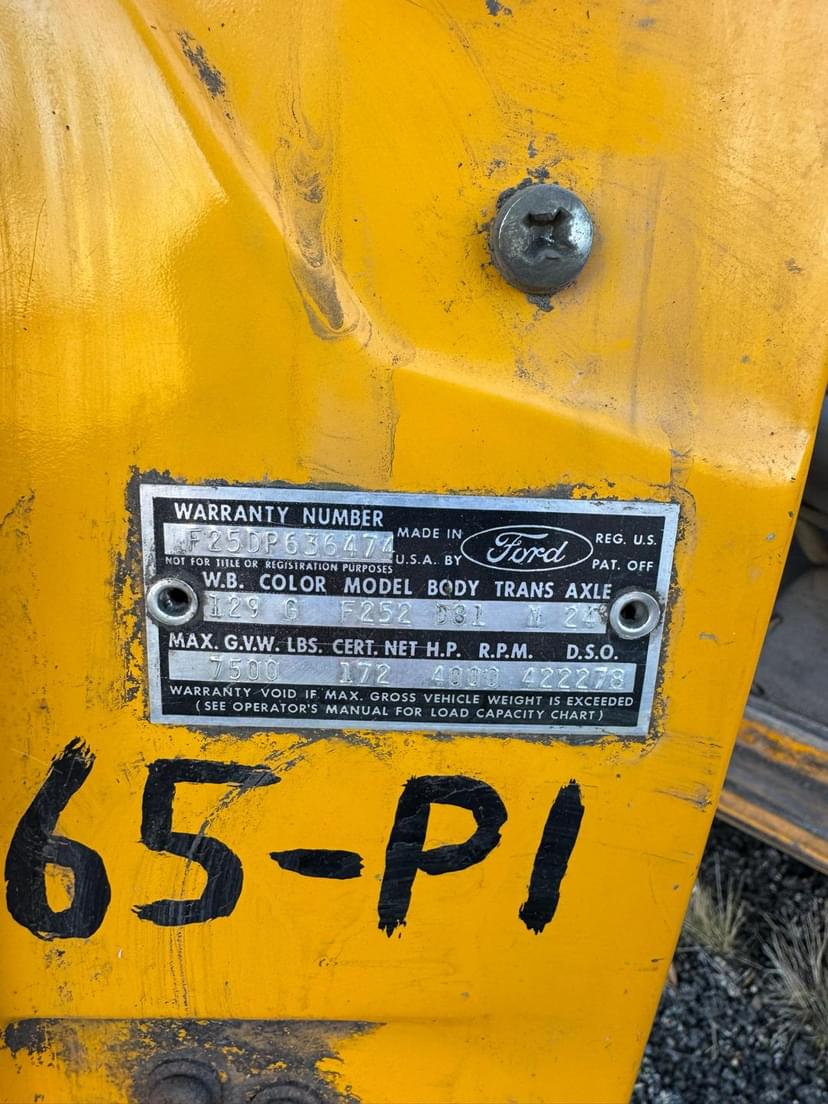 WARRANTY NUMBER
F25DP636474
MADE IN
U.S.A. BY
Ford
REG. U.S.
PAT. OFF
NOT FOR TITLE OR REGISTRATION PURPOSES
W.B. COLOR MODEL BODY TRANS AXLE
129 G F252 D81 M 24
MAX. G.V.W. LBS. CERT. NET H.P. R.P.M. D.S.O.
7500 172 4000 422278
WARRANTY VOID IF MAX. GROSS VEHICLE WEIGHT IS EXCEEDED
(SEE OPERATOR'S MANUAL FOR LOAD CAPACITY CHART)
65-P1